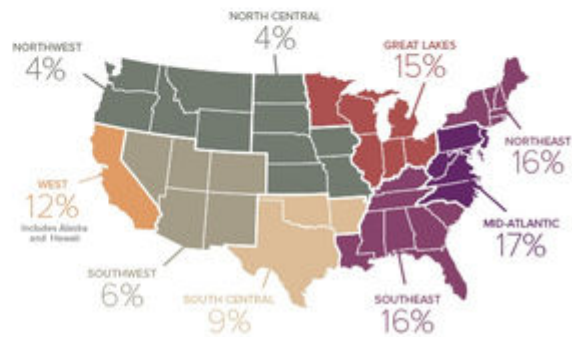 NORTH CENTRAL
4%
NORTHWEST
4%
GREAT LAKES
15%
NORTHEAST
16%
WEST
12%
Includes Alaska
and Hawaii
MID-ATLANTIC
17%
SOUTHWEST
6%
SOUTH CENTRAL
9%
SOUTHEAST
16%